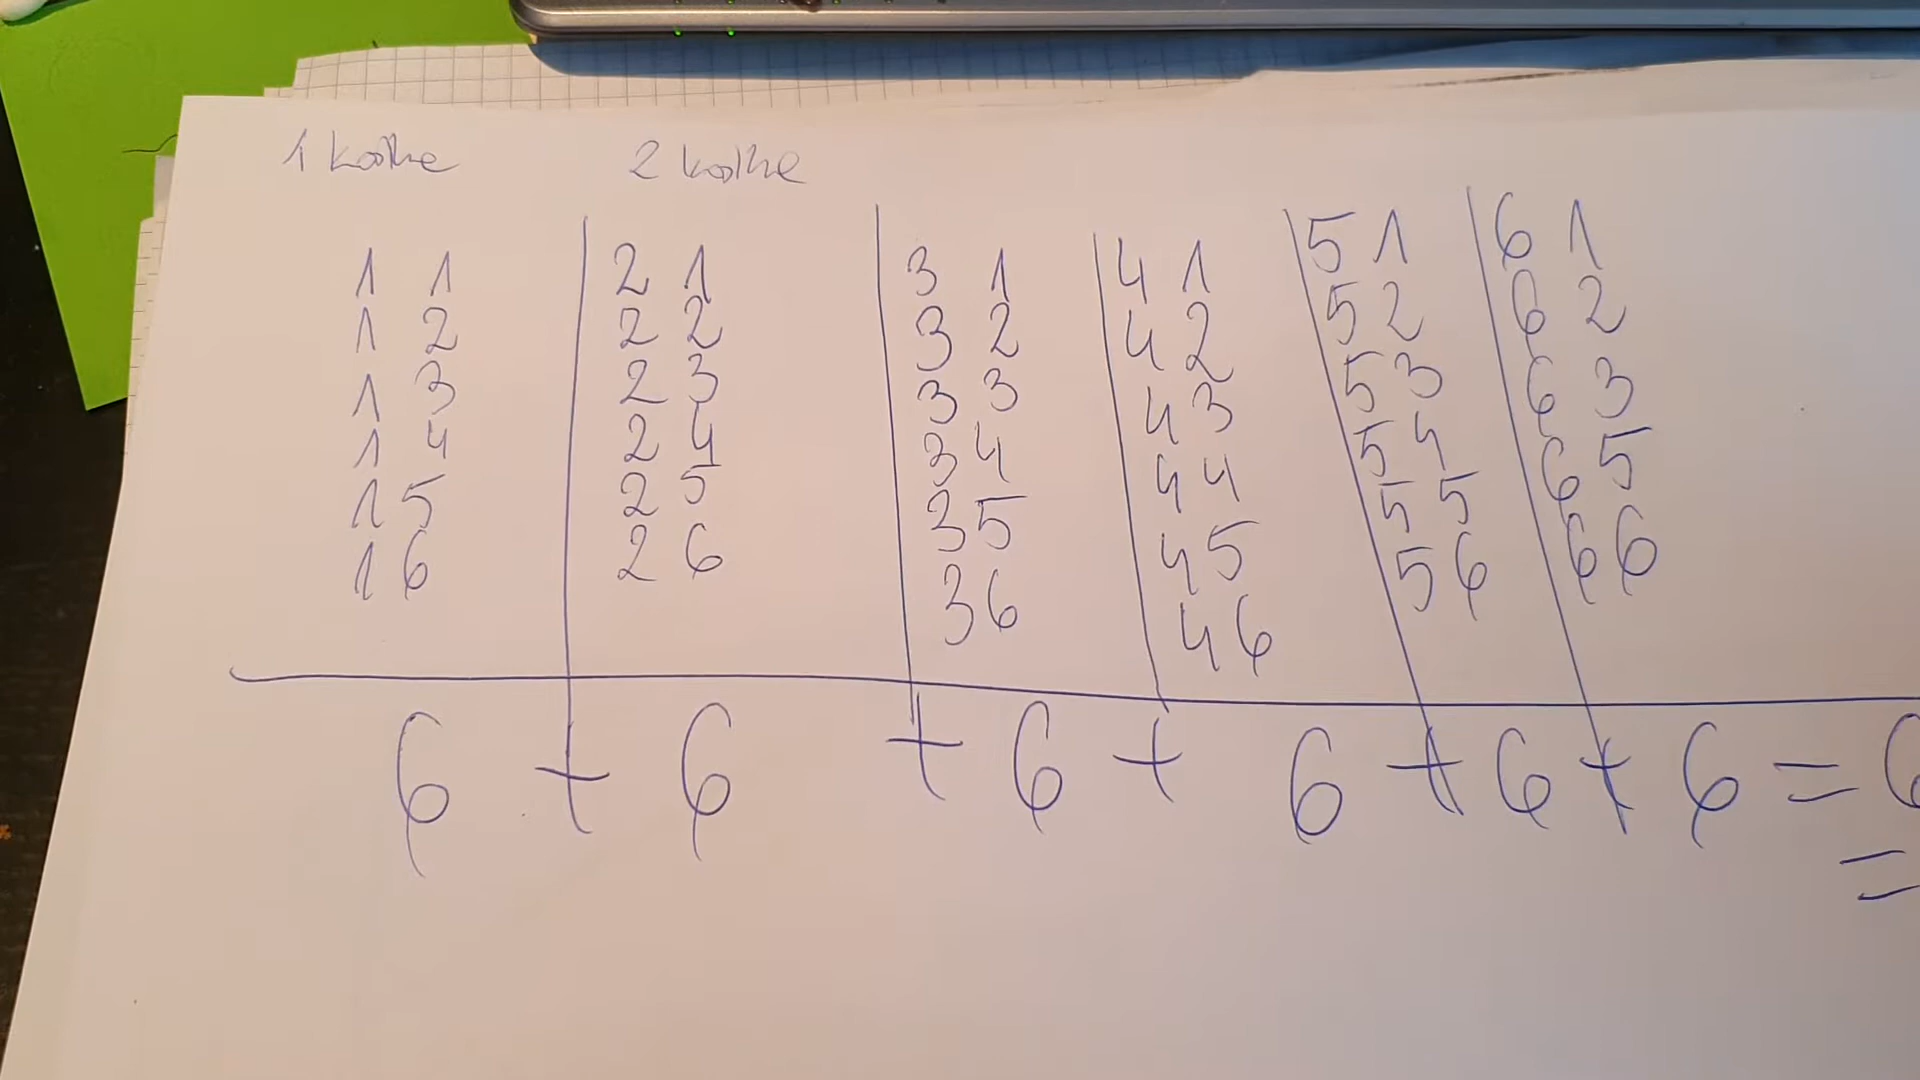 1 kostke 2 kostke
1 1 2 1 3 1 4 1 5 1 6 1
1 2 2 2 3 2 4 2 5 2 6 2
1 3 2 3 3 3 4 3 5 3 6 3
1 4 2 4 3 4 4 4 5 4 6 5
1 5 2 5 3 5 4 5 5 5 6 6
1 6 2 6 3 6 4 6 5 6
6 + 6 + 6 + 6 + 6 + 6 = 6
=